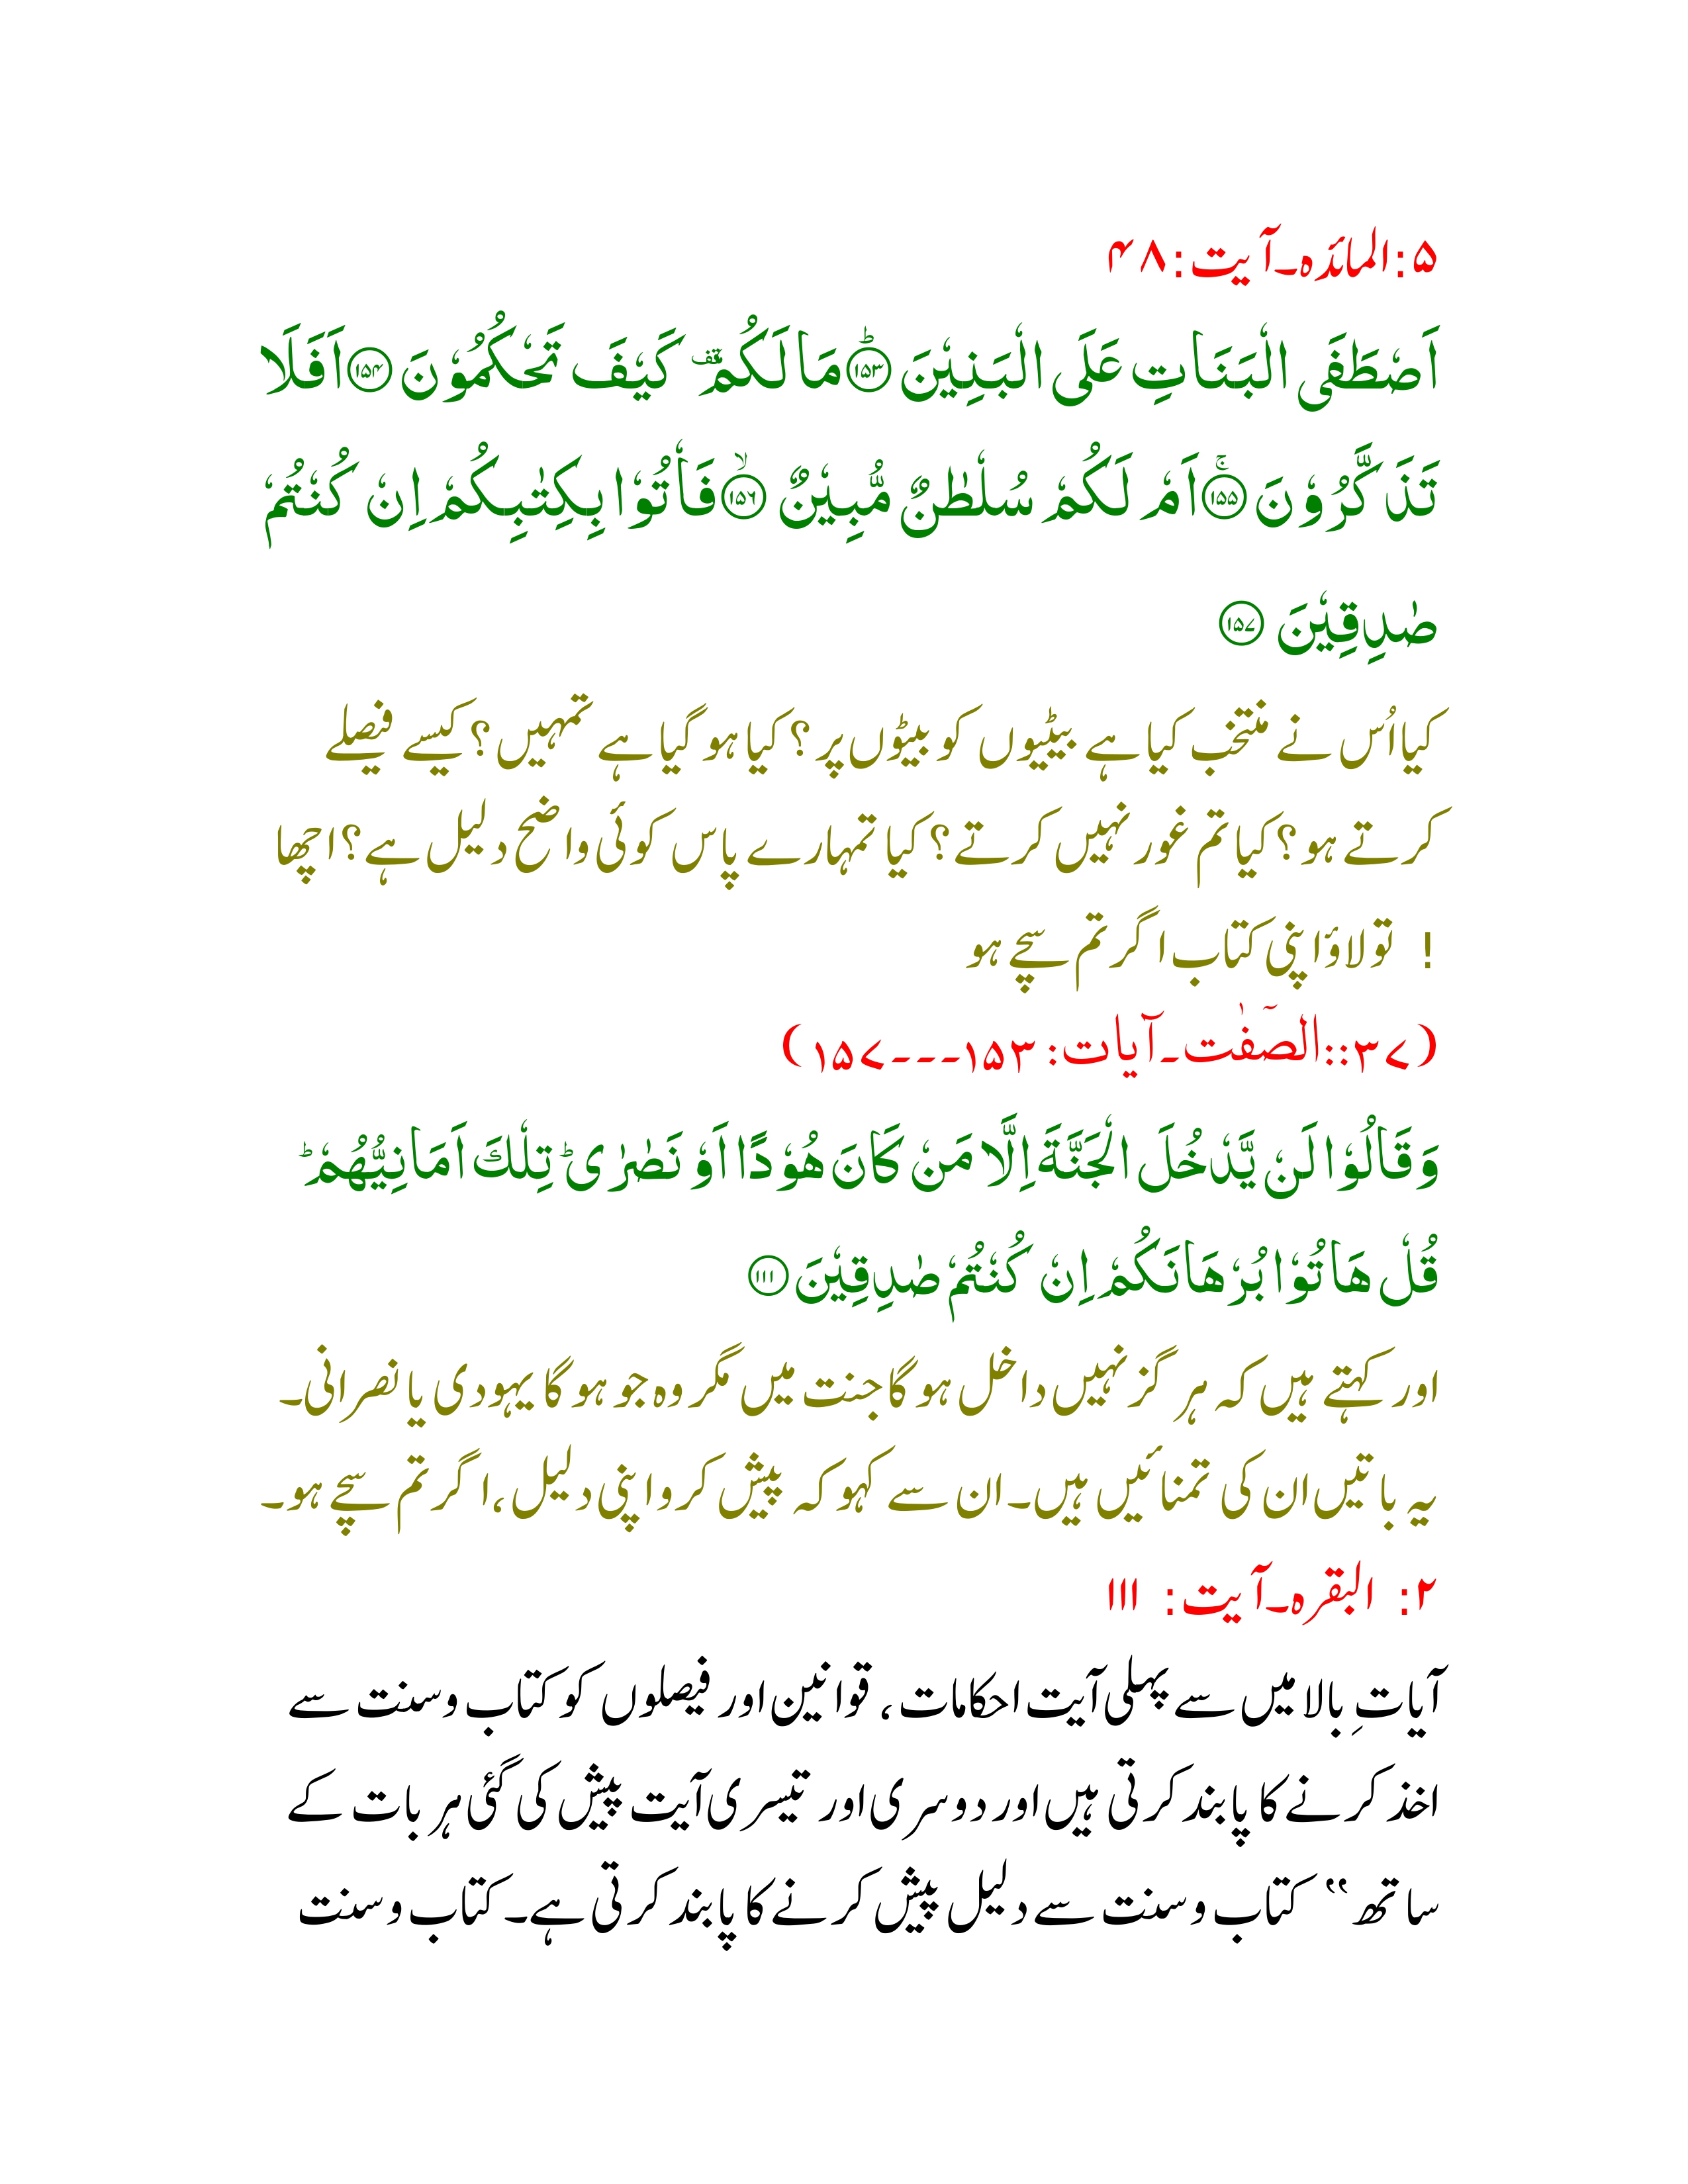 ۵:المائدہ۔آیت:۴۸
اَصْطَفَى الْبَنَاتِ عَلَى الْبَنِيْنَ ؕ﴿۱۵۳﴾ مَا لَكُمْ ۟ كَيْفَ تَحْكُمُوْنَ ﴿۱۵۴﴾ اَفَلَا
تَذَكَّرُوْنَ ۚ﴿۱۵۵﴾ اَمْ لَكُمْ سُلْطٰنٌ مُّبِيْنٌ ۙ﴿۱۵۶﴾ فَاْتُوْا بِكِتٰبِكُمْ اِنْ كُنْتُمْ
صٰدِقِيْنَ ﴿۱۵۷﴾
کیا اُس نے منتخب کیا ہے بیٹیوں کو بیٹوں پر ؟ کیا ہو گیا ہے تمہیں ؟ کیسے فیصلے
کرتے ہو ؟ کیا تم غور نہیں کرتے ؟ کیا تمہارے پاس کوئی واضح دلیل ہے ؟ اچھا
! تو لاؤ اپنی کتاب اگر تم سچے ہو
(۳۷::الصّٓفٰت۔آیات: ۱۵۳---۱۵۷)
وَ قَالُوْا لَنْ يَّدْخُلَ الْجَنَّةَ اِلَّا مَنْ كَانَ هُوْدًا اَوْ نَصٰرٰى ؕ تِلْكَ اَمَانِيُّهُمْ ؕ
قُلْ هَاتُوْا بُرْهَانَكُمْ اِنْ كُنْتُمْ صٰدِقِيْنَ ﴿۱۱۱﴾
اور کہتے ہیں کہ ہر گز نہیں داخل ہو گا جنت میں مگر وہ جو ہو گا یہودی یا نصرانی۔
یہ باتیں ان کی تمنائیں ہیں۔ ان سے کہو کہ پیش کرو اپنی دلیل ، اگر تم سچے ہو۔
۲: البقرہ۔آیت: ۱۱۱
آیاتِ بالا میں سے پہلی آیت احکامات ، قوانین اور فیصلوں کو کتاب و سنت سے
اخذ کرنے کا پابند کرتی ہیں اور دوسری اور تیسری آیت پیش کی گئی ہر بات کے
ساتھ “ کتاب و سنت سے دلیل پیش کرنے کا پابند کرتی ہے۔ کتاب و سنت